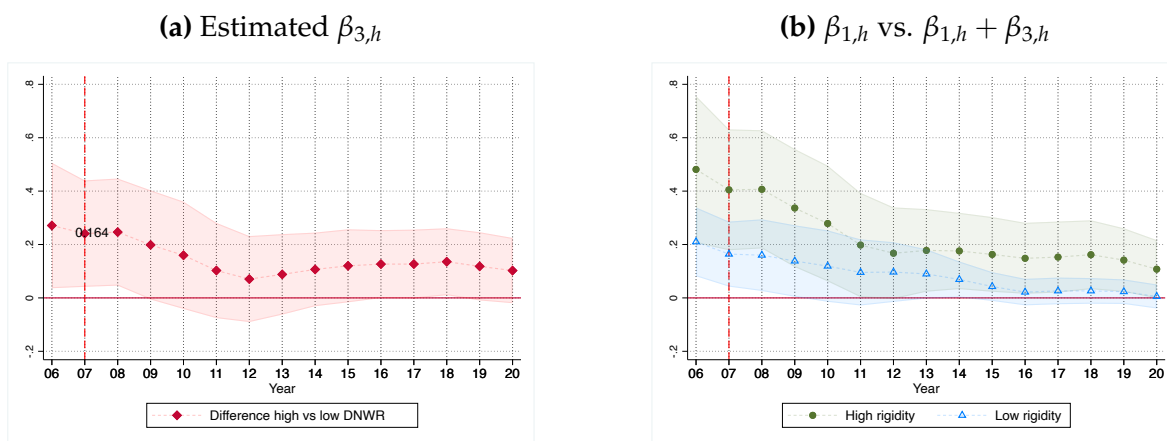 (a) Estimated β3,h
.8
.6
.4
.2
0
-.2
0.164
06 07 08 09 10 11 12 13 14 15 16 17 18 19 20
Year
Difference high vs low DNWR
(b) β1,h vs. β1,h + β3,h
.8
.6
.4
.2
0
-.2
06 07 08 09 10 11 12 13 14 15 16 17 18 19 20
Year
High rigidity Low rigidity